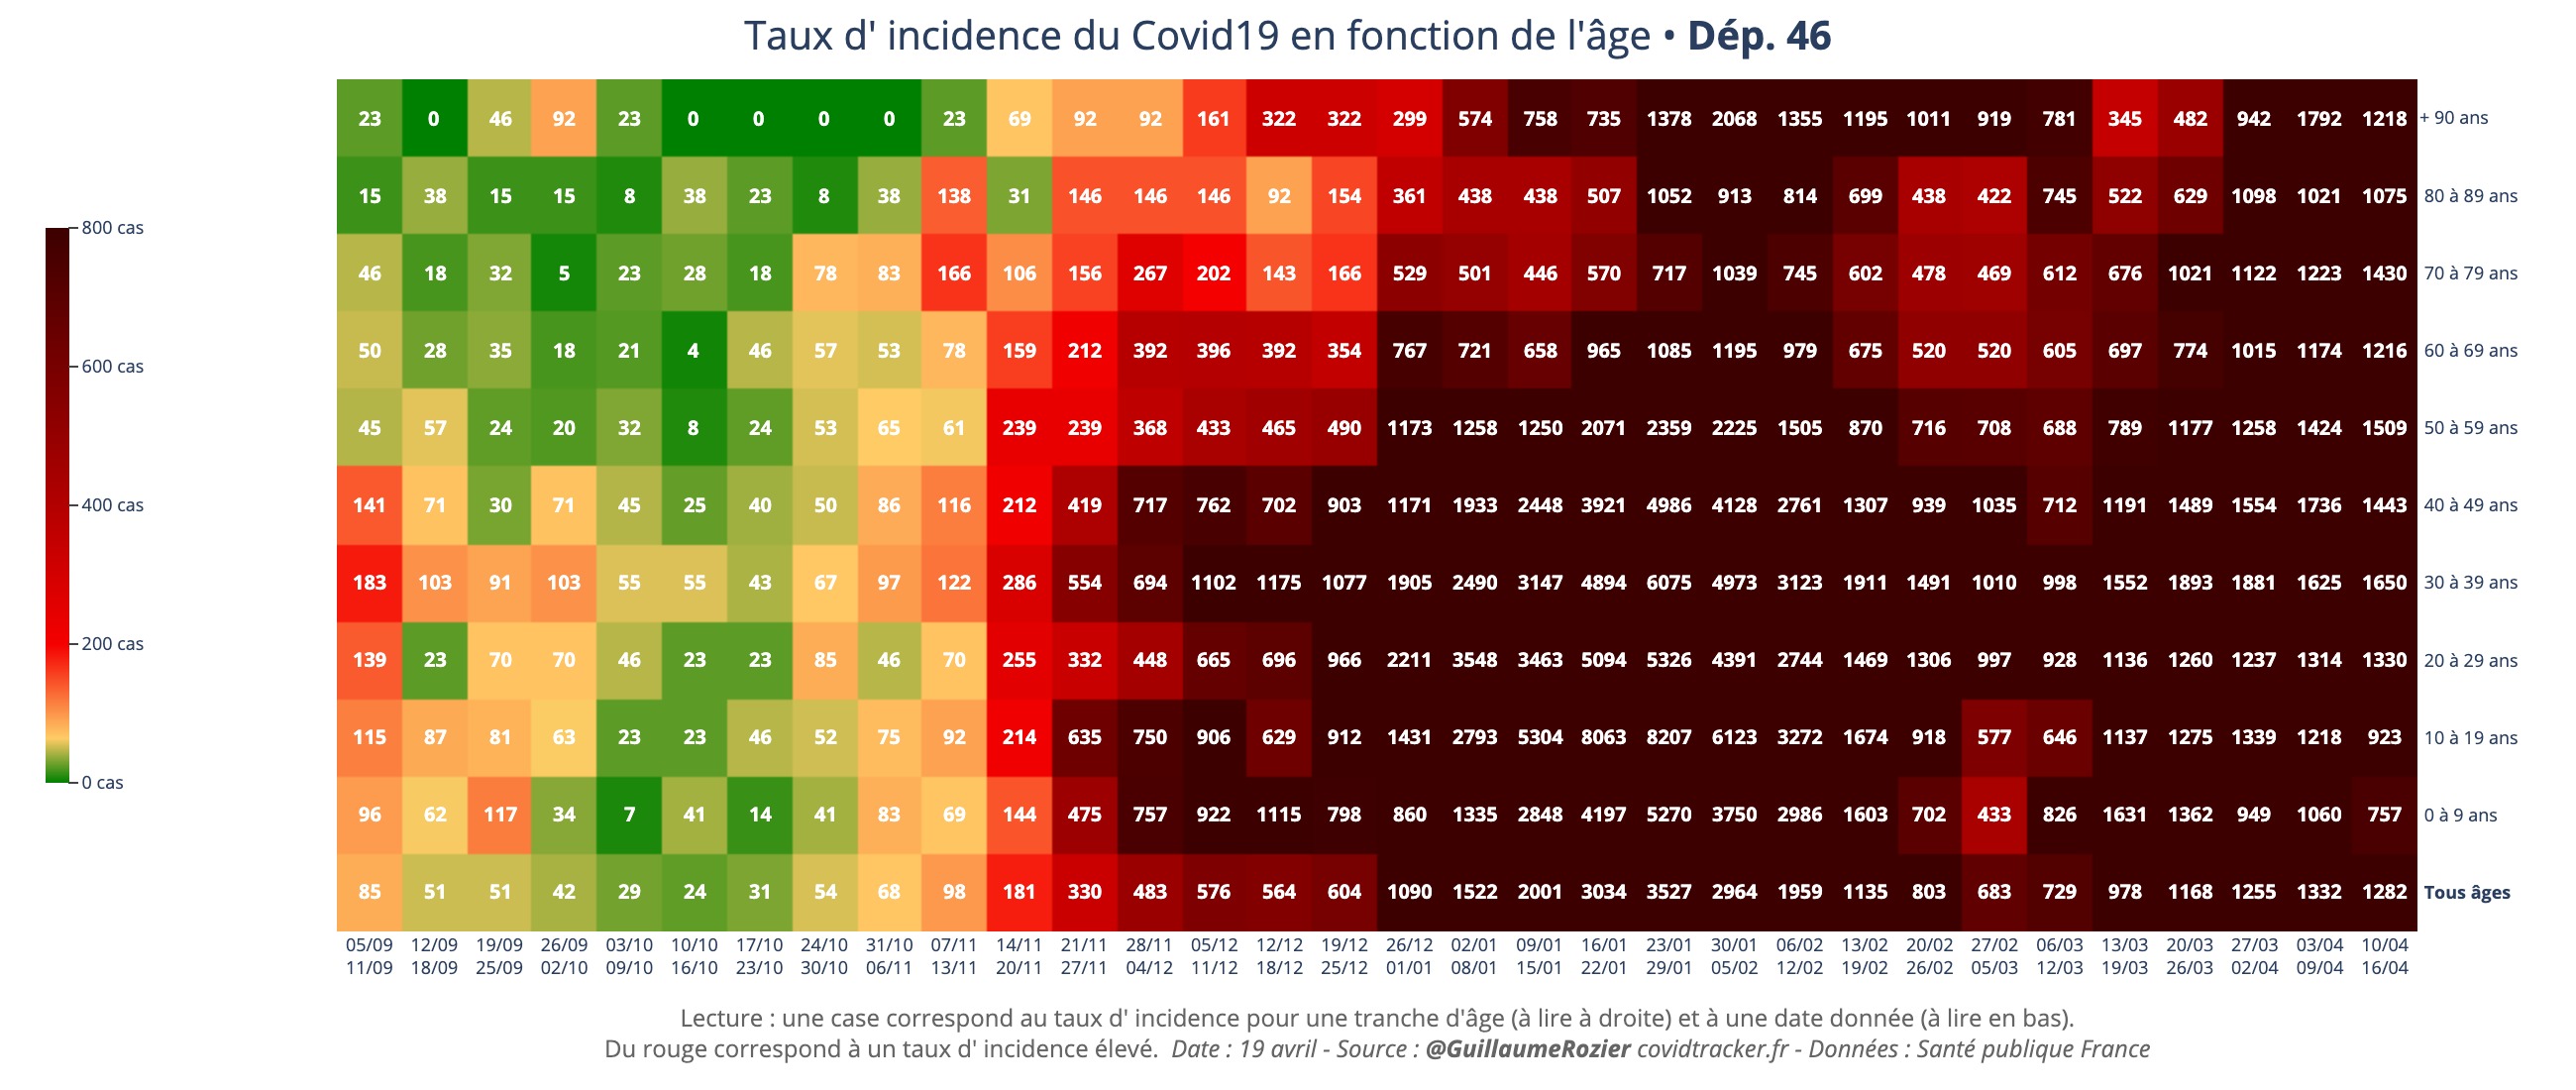 Taux d' incidence du Covid19 en fonction de l'âge • Dép. 46
800 cas
600 cas
400 cas
200 cas
0 cas
23 0 46 92 23 0 0 0 0 23 69 92 92 161 322 322 299 574 758 735 1378 2068 1355 1195 1011 919 781 345 482 942 1792 1218 + 90 ans
15 38 15 15 8 38 23 8 38 138 31 146 146 146 92 154 361 438 438 507 1052 913 814 699 438 422 745 522 629 1098 1021 1075 80 à 89 ans
46 18 32 5 23 28 18 78 83 166 106 156 267 202 143 166 529 501 446 570 717 1039 745 602 478 469 612 676 1021 1122 1223 1430 70 à 79 ans
50 28 35 18 21 4 46 57 53 78 159 212 392 396 392 354 767 721 658 965 1085 1195 979 675 520 520 605 697 774 1015 1174 1216 60 à 69 ans
45 57 24 20 32 8 24 53 65 61 239 239 368 433 465 490 1173 1258 1250 2071 2359 2225 1505 870 716 708 688 789 1177 1258 1424 1509 50 à 59 ans
141 71 30 71 45 25 40 50 86 116 212 419 717 762 702 903 1171 1933 2448 3921 4986 4128 2761 1307 939 1035 712 1191 1489 1554 1736 1443 40 à 49 ans
183 103 91 103 55 55 43 67 97 122 286 554 694 1102 1175 1077 1905 2490 3147 4894 6075 4973 3123 1911 1491 1010 998 1552 1893 1881 1625 1650 30 à 39 ans
139 23 70 70 46 23 23 85 46 70 255 332 448 665 696 966 2211 3548 3463 5094 5326 4391 2744 1469 1306 997 928 1136 1260 1237 1314 1330 20 à 29 ans
115 87 81 63 23 23 46 52 75 92 214 635 750 906 629 912 1431 2793 5304 8063 8207 6123 3272 1674 918 577 646 1137 1275 1339 1218 923 10 à 19 ans
96 62 117 34 7 41 14 41 83 69 144 475 757 922 1115 798 860 1335 2848 4197 5270 3750 2986 1603 702 433 826 1631 1362 949 1060 757 0 à 9 ans
85 51 51 42 29 24 31 54 68 98 181 330 483 576 564 604 1090 1522 2001 3034 3527 2964 1959 1135 803 683 729 978 1168 1255 1332 1282 Tous âges
05/09 12/09 19/09 26/09 03/10 10/10 17/10 24/10 31/10 07/11 14/11 21/11 28/11 05/12 12/12 19/12 26/12 02/01 09/01 16/01 23/01 30/01 06/02 13/02 20/02 27/02 06/03 13/03 20/03 27/03 03/04 10/04
11/09 18/09 25/09 02/10 09/10 16/10 23/10 30/10 06/11 13/11 20/11 27/11 04/12 11/12 18/12 25/12 01/01 08/01 15/01 22/01 29/01 05/02 12/02 19/02 26/02 05/03 12/03 19/03 26/03 02/04 09/04 16/04
Lecture : une case correspond au taux d' incidence pour une tranche d'âge (à lire à droite) et à une date donnée (à lire en bas).
Du rouge correspond à un taux d' incidence élevé. Date : 19 avril - Source : @GuillaumeRozier covidtracker.fr - Données : Santé publique France